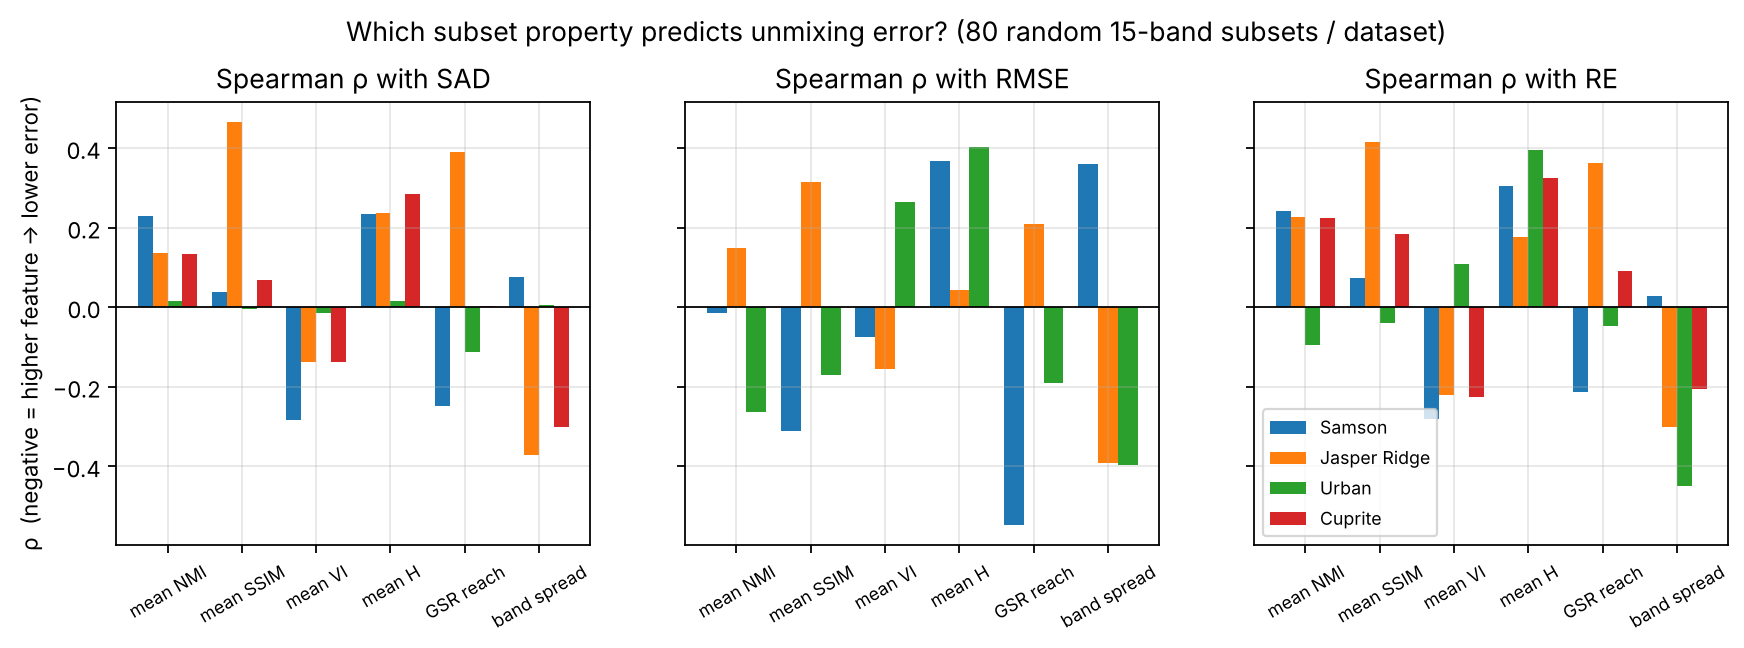 Which subset property predicts unmixing error? (80 random 15-band subsets / dataset)
Spearman ρ with SAD
Spearman ρ with RMSE
Spearman ρ with RE
ρ (negative = higher feature → lower error)
0.4
0.2
0.0
−0.2
−0.4
Samson
Jasper Ridge
Urban
Cuprite
mean NMI
mean SSIM
mean VI
mean H
GSR reach
band spread
mean NMI
mean SSIM
mean VI
mean H
GSR reach
band spread
mean NMI
mean SSIM
mean VI
mean H
GSR reach
band spread